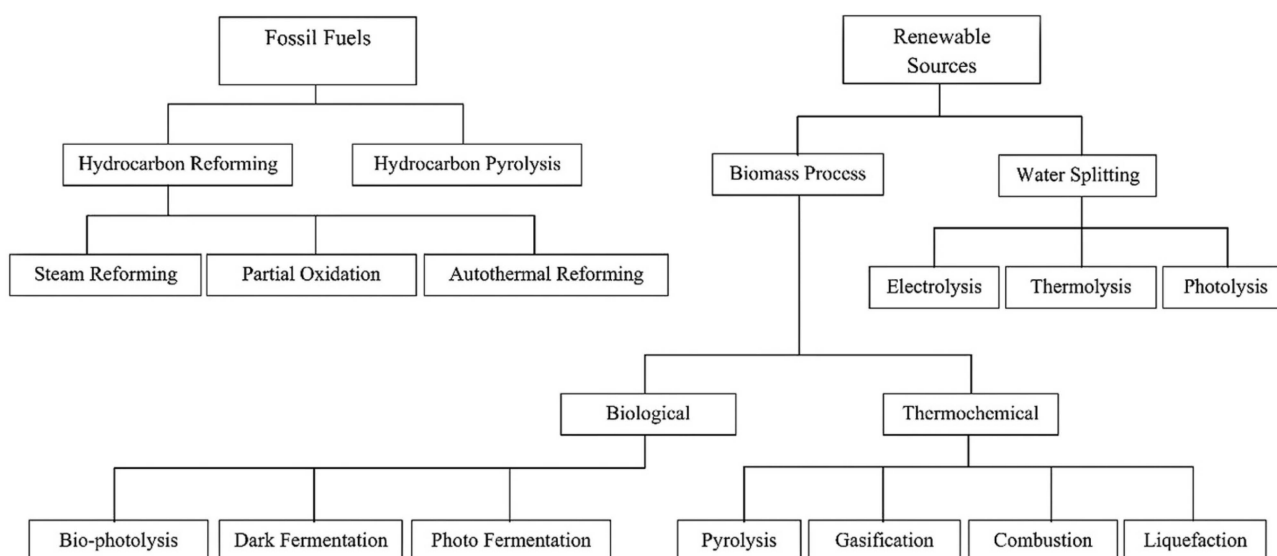 Fossil Fuels
Renewable
Sources
Hydrocarbon Reforming
Hydrocarbon Pyrolysis
Biomass Process
Water Splitting
Steam Reforming
Partial Oxidation
Autothermal Reforming
Electrolysis
Thermolysis
Photolysis
Biological
Thermochemical
Bio-photolysis
Dark Fermentation
Photo Fermentation
Pyrolysis
Gasification
Combustion
Liquefaction